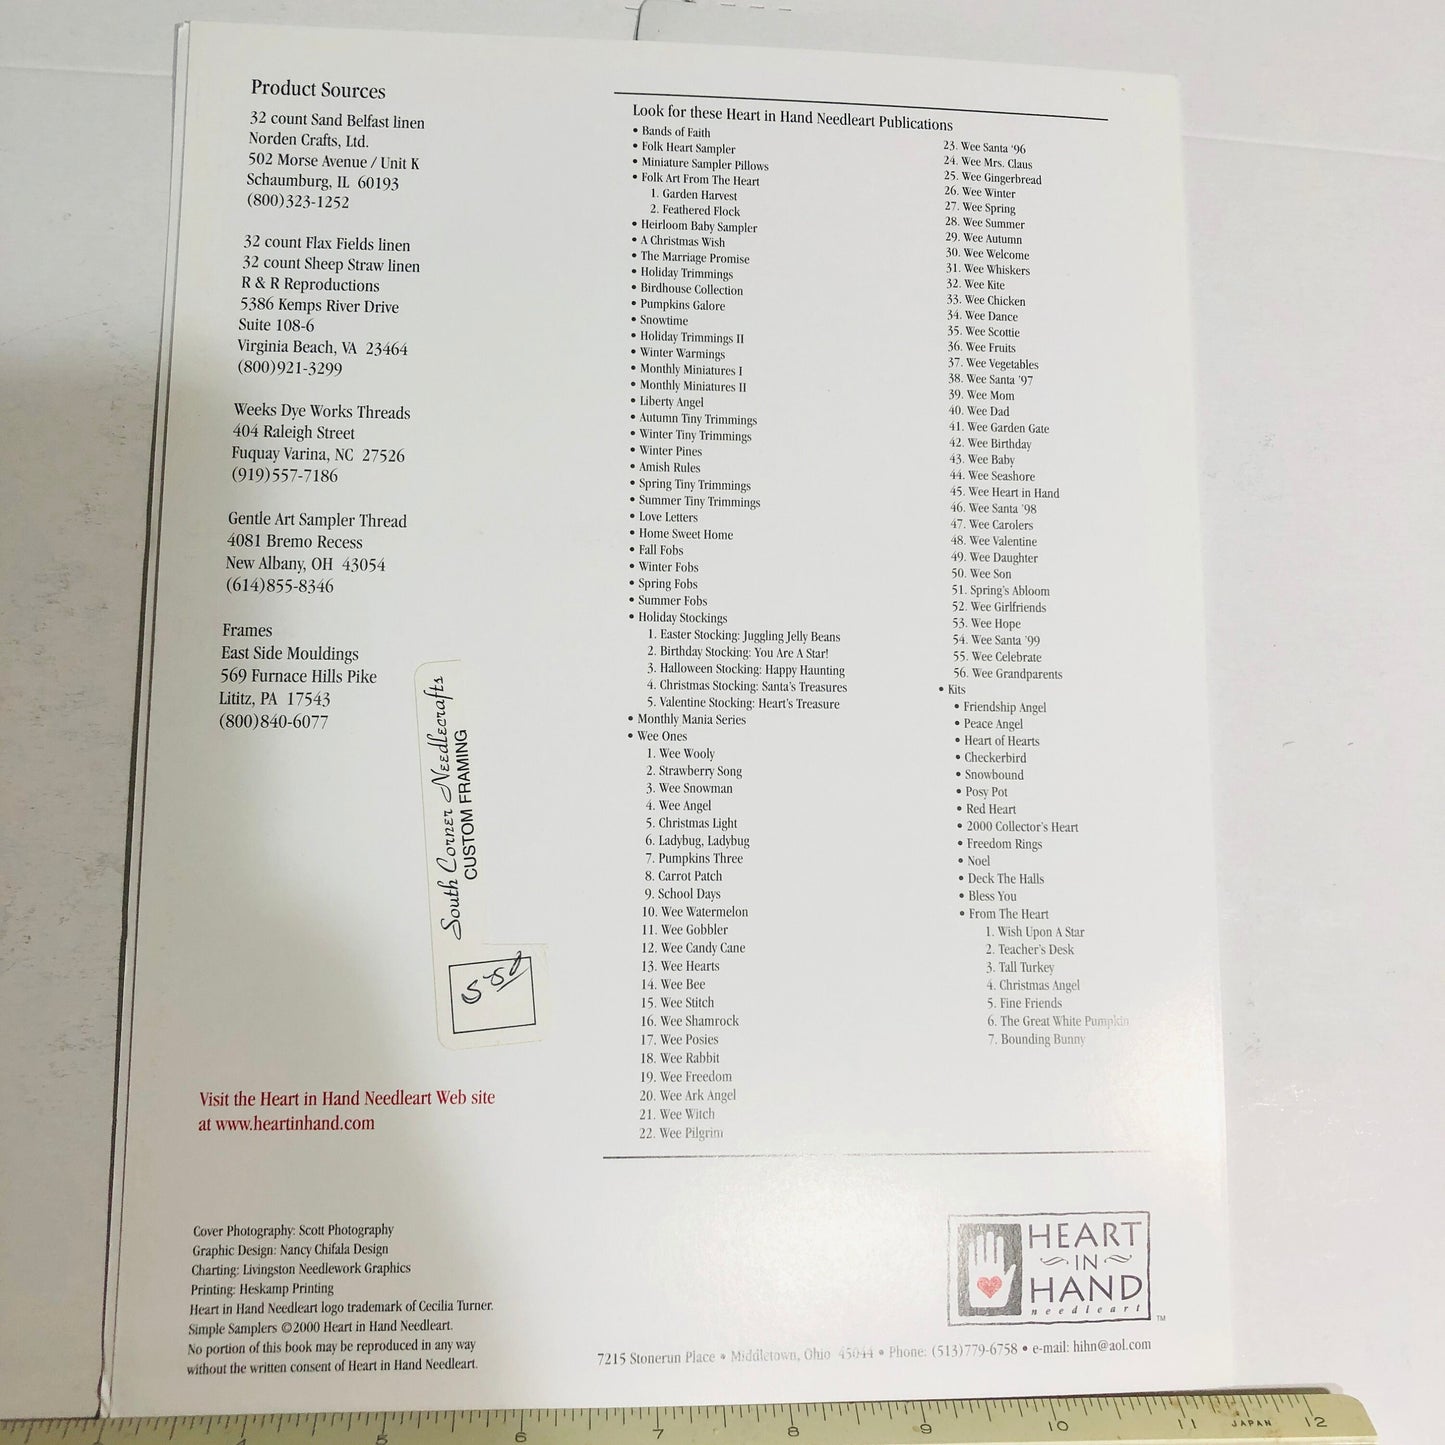 Product Sources
32 count Sand Belfast linen
Norden Crafts, Ltd.
502 Morse Avenue / Unit K
Schaumburg, IL 60193
(800)323-1252
32 count Flax Fields linen
32 count Sheep Straw linen
R & R Reproductions
5386 Kemps River Drive
Suite 108-6
Virginia Beach, VA 23464
(800)921-3299
Weeks Dye Works Threads
404 Raleigh Street
Fuquay Varina, NC 27526
(919)557-7186
Gentle Art Sampler Thread
4081 Bremo Recess
New Albany, OH 43054
(614)855-8346
Frames
East Side Mouldings
569 Furnace Hills Pike
Lititz, PA 17543
(800)840-6077
South Corner Needlecrafts
CUSTOM FRAMING
Visit the Heart in Hand Needleart Web site
at www.heartinhand.com
Cover Photography: Scott Photography
Graphic Design: Nancy Chifala Design
Charting: Livingston Needlework Graphics
Printing: Heskamp Printing
Heart in Hand Needleart logo trademark of Cecilia Turner.
Simple Samplers ©2000 Heart in Hand Needleart.
No portion of this book may be reproduced in any way
without the written consent of Heart in Hand Needleart.
Look for these Heart in Hand Needleart Publications
• Bands of Faith
• Folk Heart Sampler
• Miniature Sampler Pillows
• Folk Art From The Heart
1. Garden Harvest
2. Feathered Flock
• Heirloom Baby Sampler
• A Christmas Wish
• The Marriage Promise
• Holiday Trimmings
• Birdhouse Collection
• Pumpkins Galore
• Snowtime
• Holiday Trimmings II
• Winter Warmings
• Monthly Miniatures I
• Monthly Miniatures II
• Liberty Angel
• Autumn Tiny Trimmings
• Winter Tiny Trimmings
• Winter Pines
• Amish Rules
• Spring Tiny Trimmings
• Summer Tiny Trimmings
• Love Letters
• Home Sweet Home
• Fall Fobs
• Winter Fobs
• Spring Fobs
• Summer Fobs
• Holiday Stockings
1. Easter Stocking: Juggling Jelly Beans
2. Birthday Stocking: You Are A Star!
3. Halloween Stocking: Happy Haunting
4. Christmas Stocking: Santa's Treasures
5. Valentine Stocking: Heart's Treasure
• Monthly Mania Series
• Wee Ones
1. Wee Wooly
2. Strawberry Song
3. Wee Snowman
4. Wee Angel
5. Christmas Light
6. Ladybug, Ladybug
7. Pumpkins Three
8. Carrot Patch
9. School Days
10. Wee Watermelon
11. Wee Gobbler
12. Wee Candy Cane
13. Wee Hearts
14. Wee Bee
15. Wee Stitch
16. Wee Shamrock
17. Wee Posies
18. Wee Rabbit
19. Wee Freedom
20. Wee Ark Angel
21. Wee Witch
22. Wee Pilgrim
23. Wee Santa '96
24. Wee Mrs. Claus
25. Wee Gingerbread
26. Wee Winter
27. Wee Spring
28. Wee Summer
29. Wee Autumn
30. Wee Welcome
31. Wee Whiskers
32. Wee Kite
33. Wee Chicken
34. Wee Dance
35. Wee Scottie
36. Wee Fruits
37. Wee Vegetables
38. Wee Santa '97
39. Wee Mom
40. Wee Dad
41. Wee Garden Gate
42. Wee Birthday
43. Wee Baby
44. Wee Seashore
45. Wee Heart in Hand
46. Wee Santa '98
47. Wee Carolers
48. Wee Valentine
49. Wee Daughter
50. Wee Son
51. Spring's Abloom
52. Wee Girlfriends
53. Wee Hope
54. Wee Santa '99
55. Wee Celebrate
56. Wee Grandparents
• Kits
• Friendship Angel
• Peace Angel
• Heart of Hearts
• Checkerbird
• Snowbound
• Posy Pot
• Red Heart
• 2000 Collector's Heart
• Freedom Rings
• Noel
• Deck The Halls
• Bless You
• From The Heart
1. Wish Upon A Star
2. Teacher's Desk
3. Tall Turkey
4. Christmas Angel
5. Fine Friends
6. The Great White Pumpkin
7. Bounding Bunny
HEART
IN
HAND
needleart
TM
7215 Stonerun Place • Middletown, Ohio 45044 • Phone: (513)779-6758 • e-mail: hihn@aol.com
3 4 5 6 7 8 9 10 11 JAPAN 12